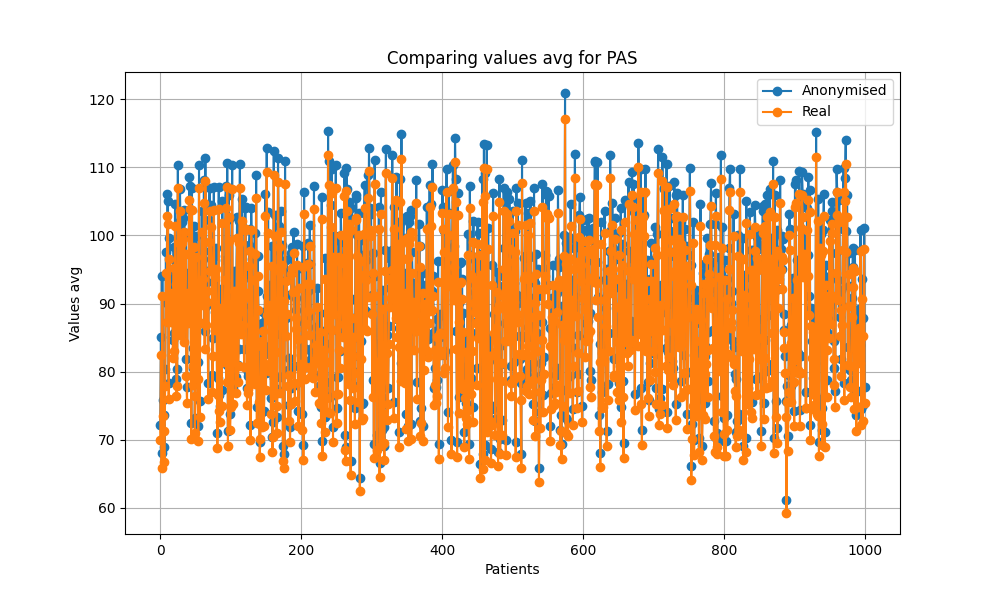 Comparing values avg for PAS
Anonymised
Real
Values avg
120
110
100
90
80
70
60
0 200 400 600 800 1000
Patients